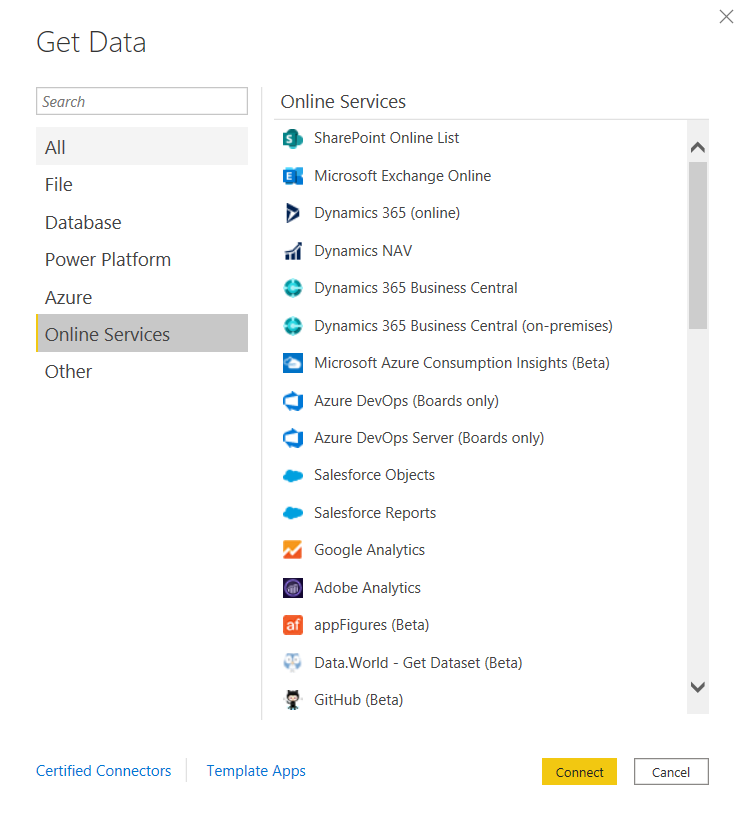 Get Data
Search
All
File
Database
Power Platform
Azure
Online Services
Other
Online Services
SharePoint Online List
Microsoft Exchange Online
Dynamics 365 (online)
Dynamics NAV
Dynamics 365 Business Central
Dynamics 365 Business Central (on-premises)
Microsoft Azure Consumption Insights (Beta)
Azure DevOps (Boards only)
Azure DevOps Server (Boards only)
Salesforce Objects
Salesforce Reports
Google Analytics
Adobe Analytics
appFigures (Beta)
Data.World - Get Dataset (Beta)
GitHub (Beta)
Certified Connectors
Template Apps
Connect
Cancel